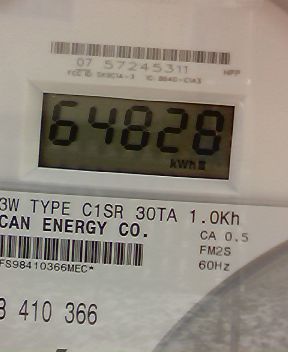 07 57245311
NPP
64828
kWh
3W TYPE C1SR 30TA 1.0Kh
CAN ENERGY CO.
CA 0.5
FM2S
FS98410366MEC*
60Hz
410 366